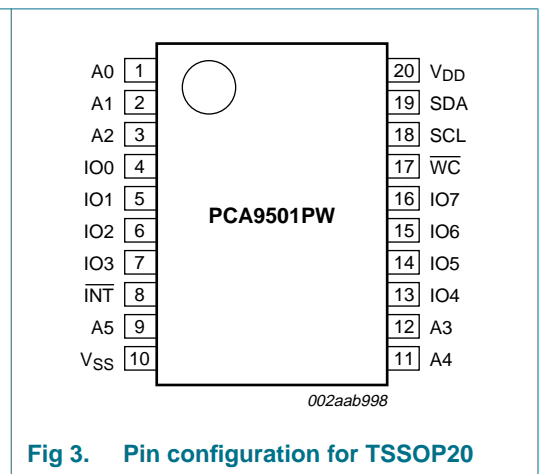 A0 1 20 VDD
A1 2 19 SDA
A2 3 18 SCL
IO0 4 17 W̅C̅
IO1 5 16 IO7
PCA9501PW
IO2 6 15 IO6
IO3 7 14 IO5
I̅N̅T̅ 8 13 IO4
A5 9 12 A3
VSS 10 11 A4
002aab998
Fig 3. Pin configuration for TSSOP20